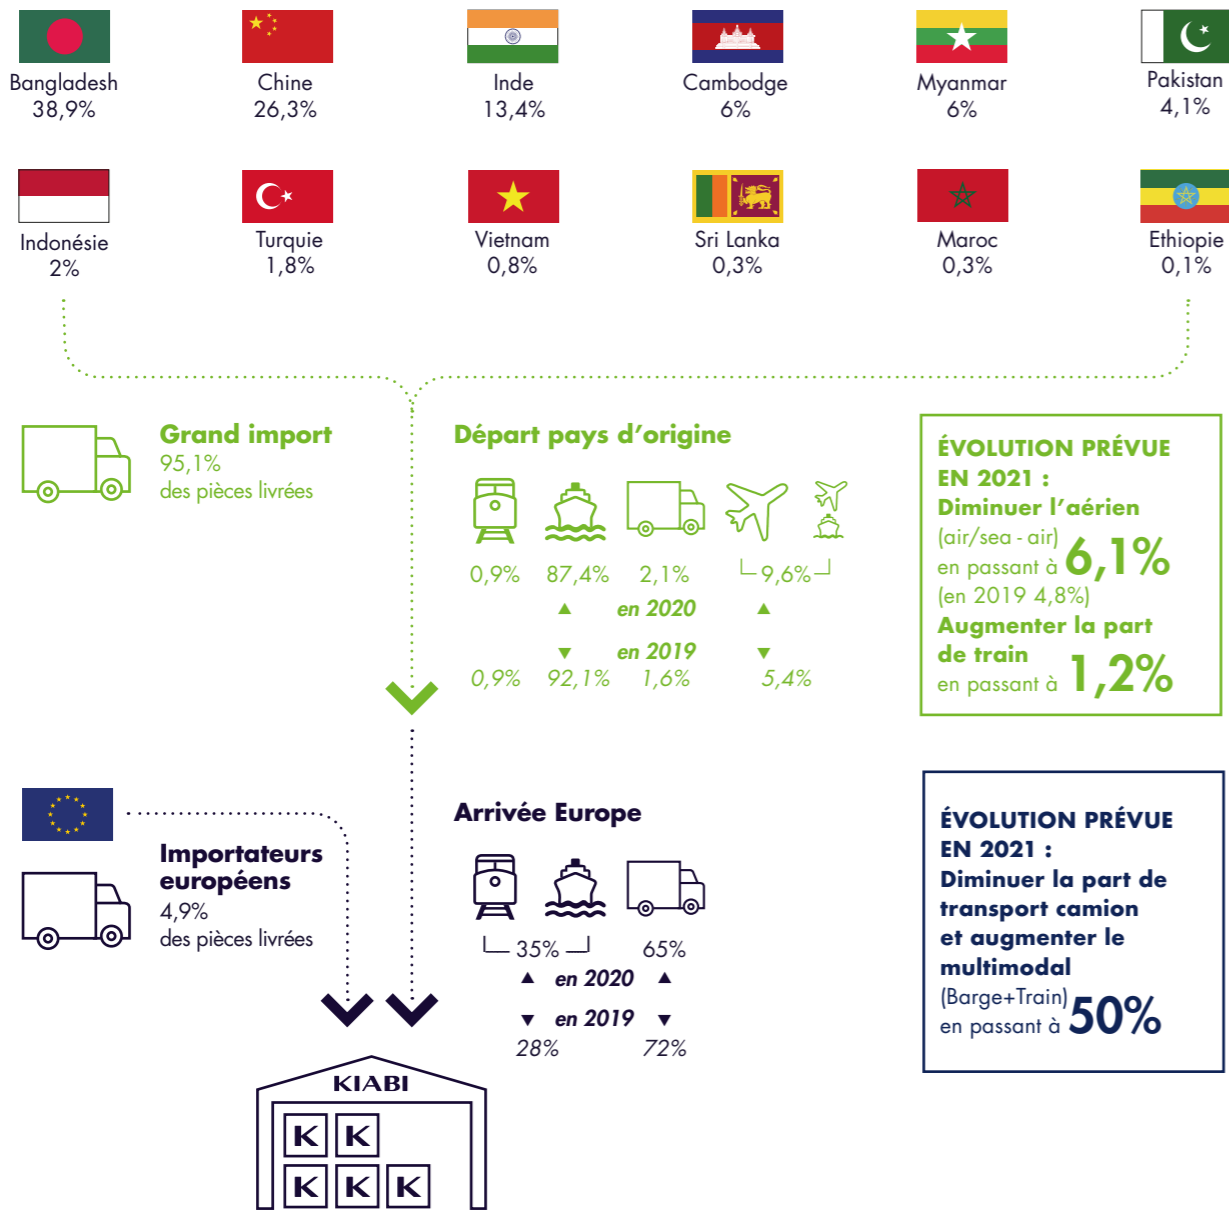 Bangladesh
38,9%
Chine
26,3%
Inde
13,4%
Cambodge
6%
Myanmar
6%
Pakistan
4,1%
Indonésie
2%
Turquie
1,8%
Vietnam
0,8%
Sri Lanka
0,3%
Maroc
0,3%
Ethiopie
0,1%
Grand import
95,1%
des pièces livrées
Départ pays d’origine
0,9% 87,4% 2,1% 9,6%
en 2020
en 2019
0,9% 92,1% 1,6% 5,4%
ÉVOLUTION PRÉVUE
EN 2021 :
Diminuer l’aérien
(air/sea - air)
en passant à 6,1%
(en 2019 4,8%)
Augmenter la part
de train
en passant à 1,2%
Importateurs
européens
4,9%
des pièces livrées
Arrivée Europe
35% 65%
en 2020
en 2019
28% 72%
ÉVOLUTION PRÉVUE
EN 2021 :
Diminuer la part de
transport camion
et augmenter le
multimodal
(Barge+Train)
en passant à 50%
KIABI
K K
K K K